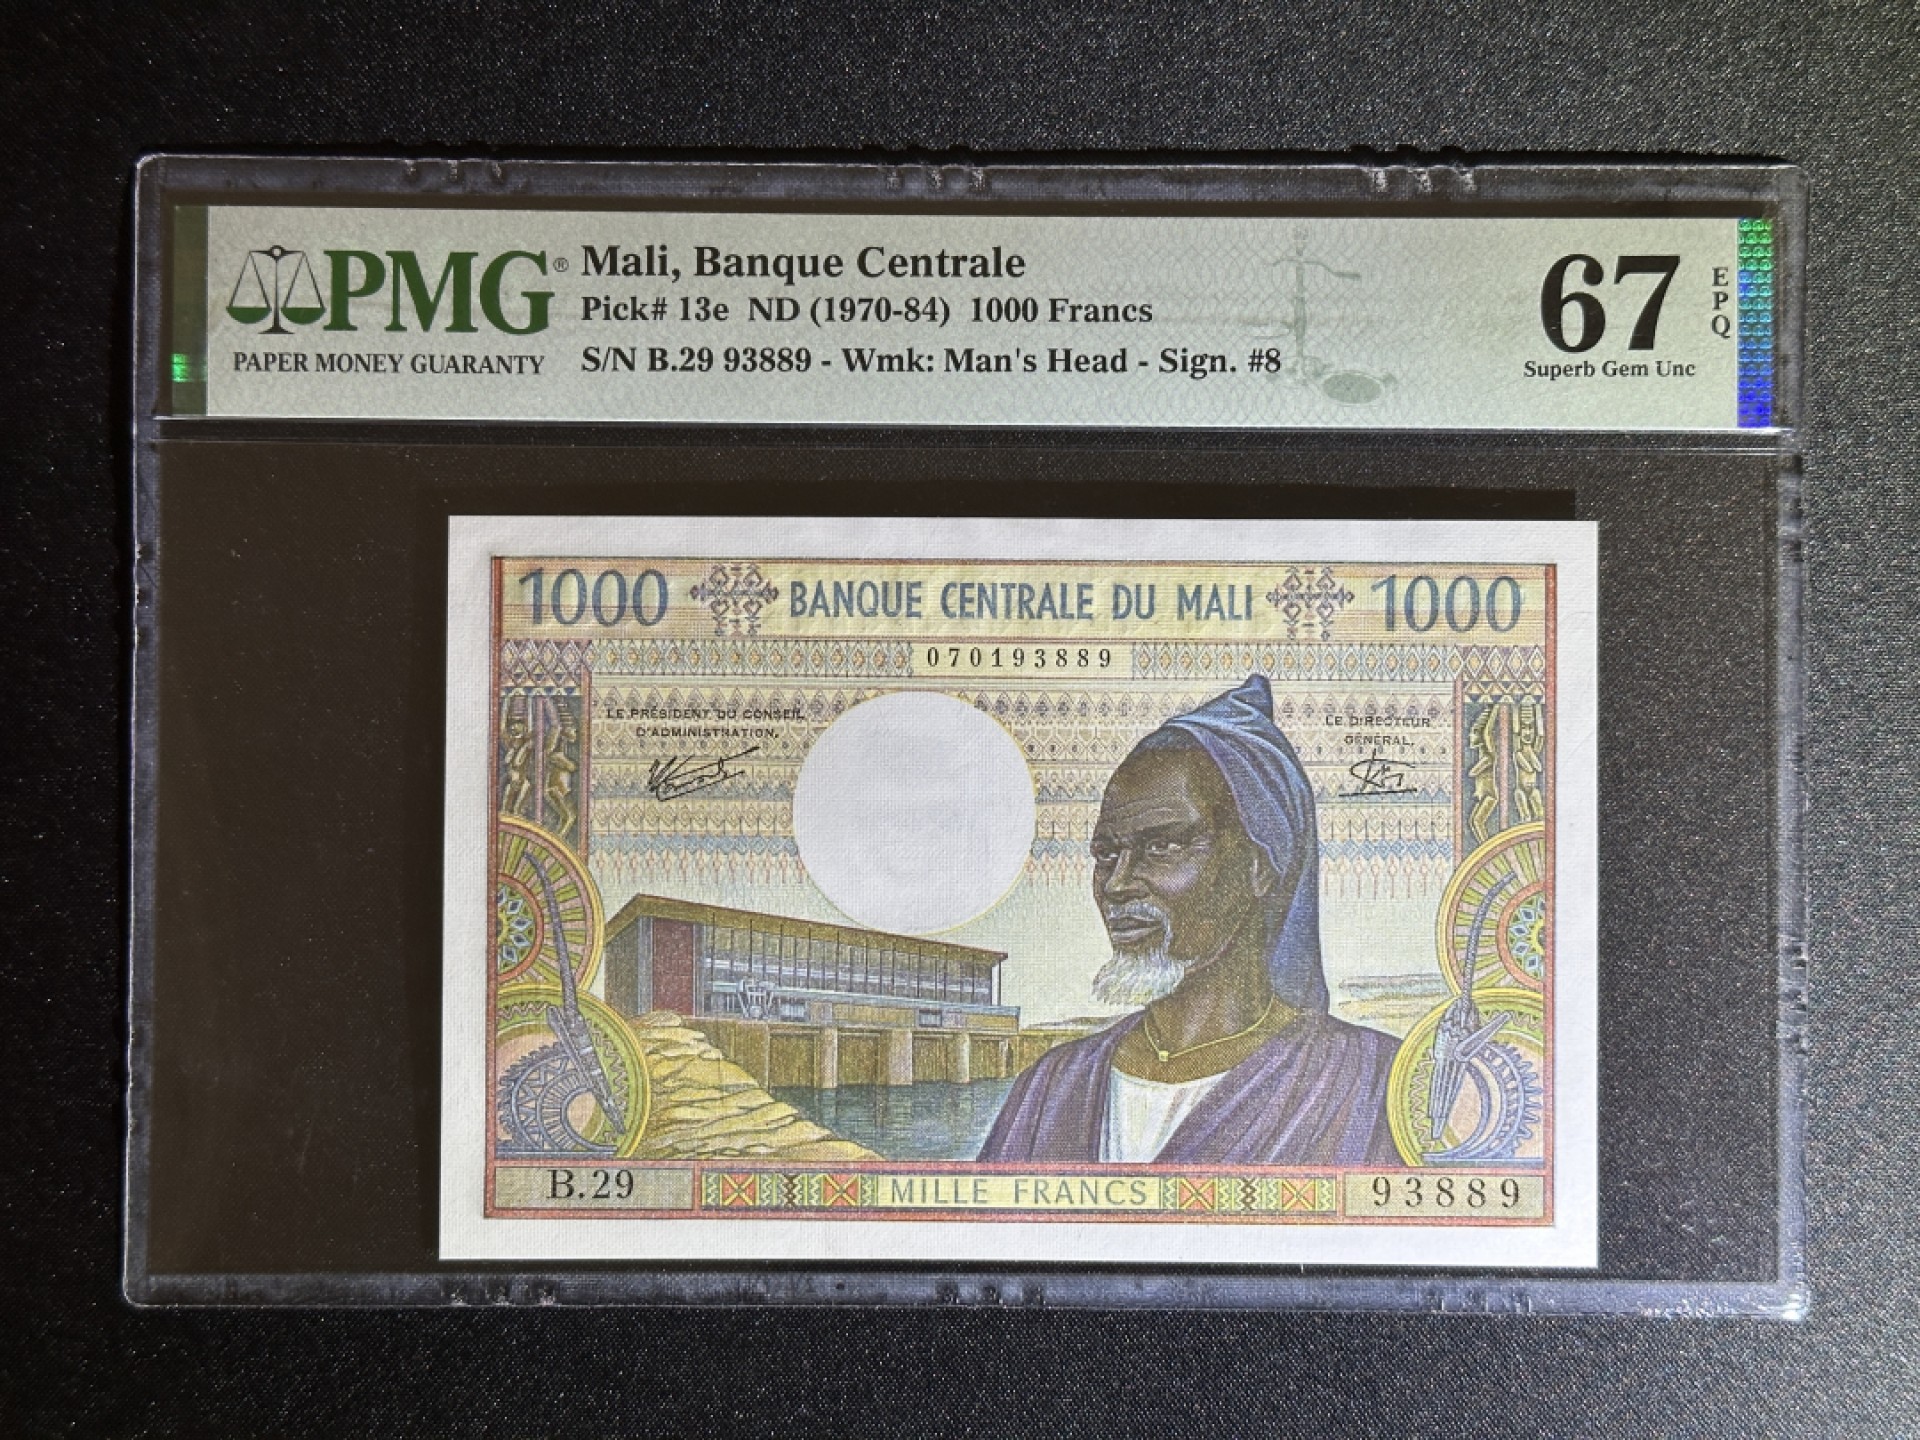 PMG®
PAPER MONEY GUARANTY
Mali, Banque Centrale
Pick# 13e ND (1970-84) 1000 Francs
S/N B.29 93889 - Wmk: Man's Head - Sign. #8
67
EPQ
Superb Gem Unc
1000 BANQUE CENTRALE DU MALI 1000
070193889
LE PRÉSIDENT DU CONSEIL
D'ADMINISTRATION,
LE DIRECTEUR
GÉNÉRAL,
B.29
MILLE FRANCS
93889